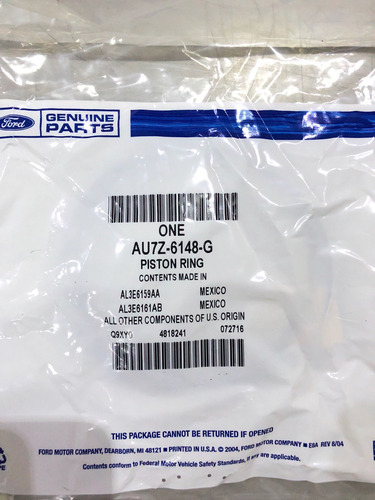 Ford
GENUINE
PARTS
ONE
AU7Z-6148-G
PISTON RING
CONTENTS MADE IN
AL3E6159AA MEXICO
AL3E6161AB MEXICO
ALL OTHER COMPONENTS OF U.S. ORIGIN
4818241 072716
THIS PACKAGE CANNOT BE RETURNED IF OPENED
FORD MOTOR COMPANY, DEARBORN, MI 48121 ▪ PRINTED IN U.S.A. © 2004, FORD MOTOR COMPANY ▪ E8A REV 8/04
Contents conform to Federal Motor Vehicle Safety Standards, if any are applicable.